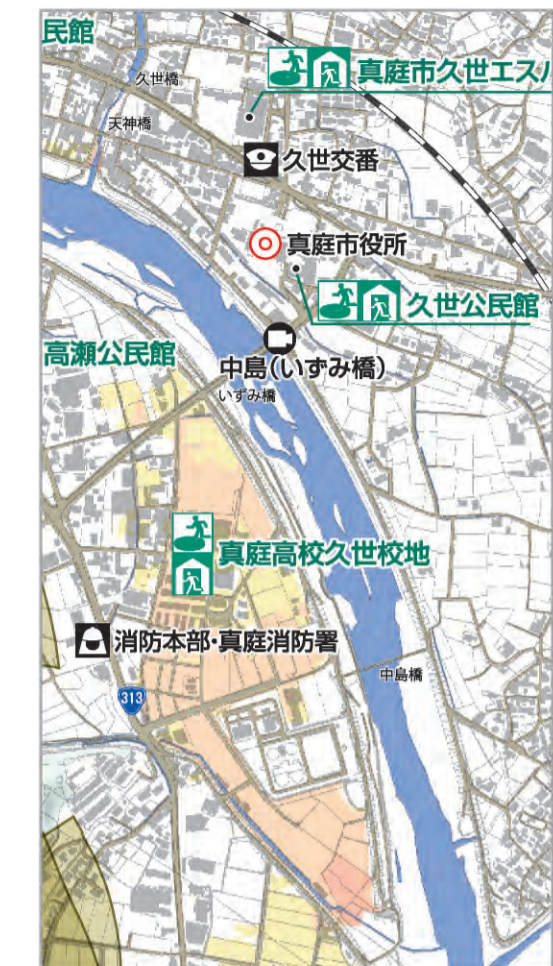 民館
久世橋
真庭市久世エスパ
天神橋
久世交番
真庭市役所
久世公民館
高瀬公民館
中島(いずみ橋)
いずみ橋
真庭高校久世校地
消防本部・真庭消防署
中島橋
313